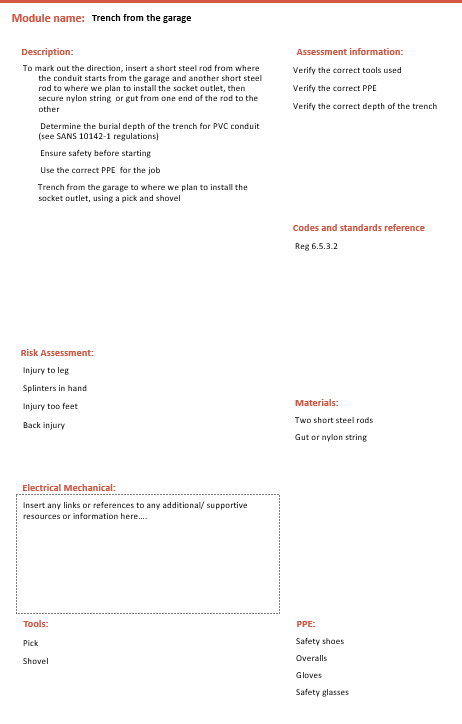 Module name: Trench from the garage
Description:
To mark out the direction, insert a short steel rod from where
the conduit starts from the garage and another short steel
rod to where we plan to install the socket outlet, then
secure nylon string or gut from one end of the rod to the
other
Determine the burial depth of the trench for PVC conduit
(see SANS 10142-1 regulations)
Ensure safety before starting
Use the correct PPE for the job
Trench from the garage to where we plan to install the
socket outlet, using a pick and shovel
Assessment information:
Verify the correct tools used
Verify the correct PPE
Verify the correct depth of the trench
Codes and standards reference
Reg 6.5.3.2
Risk Assessment:
Injury to leg
Splinters in hand
Injury too feet
Back injury
Materials:
Two short steel rods
Gut or nylon string
Electrical Mechanical:
Insert any links or references to any additional/ supportive
resources or information here....
Tools:
Pick
Shovel
PPE:
Safety shoes
Overalls
Gloves
Safety glasses